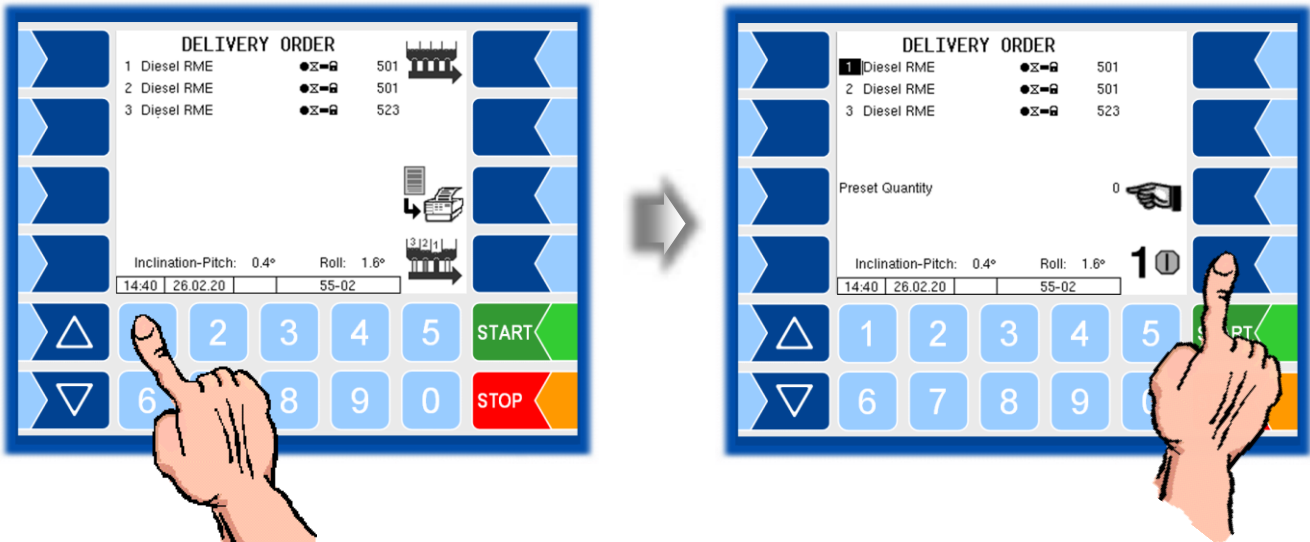 DELIVERY ORDER
1 Diesel RME 501
2 Diesel RME 501
3 Diesel RME 523
3 2 1
Inclination-Pitch: 0.4° Roll: 1.6°
14:40 26.02.20 55-02
2 3 4 5 START
6 8 9 0 STOP
DELIVERY ORDER
1 Diesel RME 501
2 Diesel RME 501
3 Diesel RME 523
Preset Quantity 0
1
Inclination-Pitch: 0.4° Roll: 1.6°
14:40 26.02.20 55-02
1 2 3 4 5
6 7 8 9